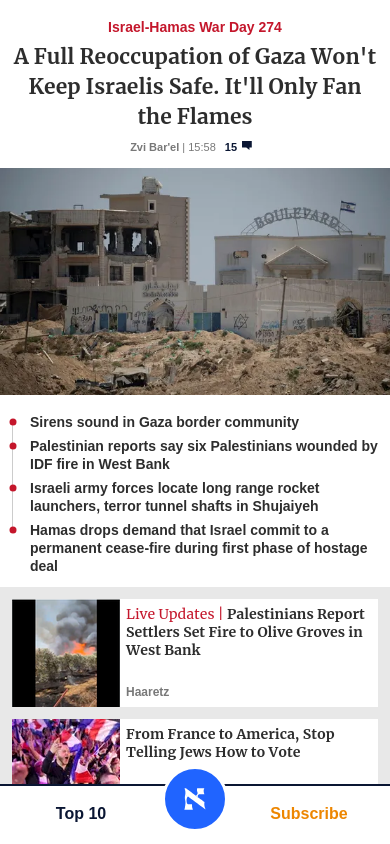 Israel-Hamas War Day 274
A Full Reoccupation of Gaza Won't
Keep Israelis Safe. It'll Only Fan
the Flames
Zvi Bar'el | 15:58 15
BOULEVARD
Sirens sound in Gaza border community
Palestinian reports say six Palestinians wounded by
IDF fire in West Bank
Israeli army forces locate long range rocket
launchers, terror tunnel shafts in Shujaiyeh
Hamas drops demand that Israel commit to a
permanent cease-fire during first phase of hostage
deal
Live Updates | Palestinians Report
Settlers Set Fire to Olive Groves in
West Bank
Haaretz
From France to America, Stop
Telling Jews How to Vote
Top 10
א
Subscribe